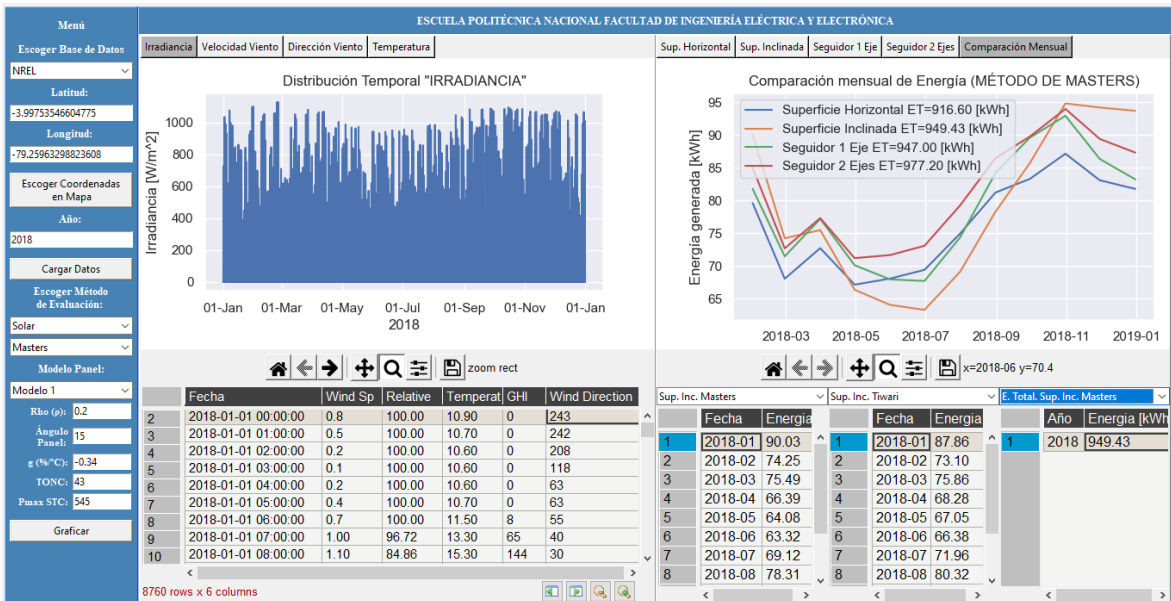 ESCUELA POLITÉCNICA NACIONAL FACULTAD DE INGENIERÍA ELÉCTRICA Y ELECTRÓNICA
Menú
Escoger Base de Datos
NREL
Latitud:
-3.99753546604775
Longitud:
-79.25963298823608
Escoger Coordenadas
en Mapa
Año:
2018
Cargar Datos
Escoger Método
de Evaluación:
Solar
Masters
Modelo Panel:
Modelo 1
Rho (ρ): 0.2
Ángulo
Panel: 15
g (%/°C): -0.34
TONC: 43
Pmax STC: 545
Graficar
Irradiancia Velocidad Viento Dirección Viento Temperatura
Distribución Temporal "IRRADIANCIA"
Irradiancia [W/m^2]
1000
800
600
400
200
0
01-Jan 01-Mar 01-May 01-Jul 01-Sep 01-Nov 01-Jan
2018
zoom rect
Fecha Wind Sp Relative Temperat GHI Wind Direction
2 2018-01-01 00:00:00 0.8 100.00 10.90 0 243
3 2018-01-01 01:00:00 0.5 100.00 10.70 0 242
4 2018-01-01 02:00:00 0.2 100.00 10.60 0 208
5 2018-01-01 03:00:00 0.1 100.00 10.60 0 118
6 2018-01-01 04:00:00 0.2 100.00 10.60 0 63
7 2018-01-01 05:00:00 0.4 100.00 10.70 0 63
8 2018-01-01 06:00:00 0.7 100.00 11.50 8 55
9 2018-01-01 07:00:00 1.00 96.72 13.30 65 40
10 2018-01-01 08:00:00 1.10 84.86 15.30 144 30
8760 rows x 6 columns
Sup. Horizontal Sup. Inclinada Seguidor 1 Eje Seguidor 2 Ejes Comparación Mensual
Comparación mensual de Energía (MÉTODO DE MASTERS)
Energía generada [kWh]
95
90
85
80
75
70
65
Superficie Horizontal ET=916.60 [kWh]
Superficie Inclinada ET=949.43 [kWh]
Seguidor 1 Eje ET=947.00 [kWh]
Seguidor 2 Ejes ET=977.20 [kWh]
2018-03 2018-05 2018-07 2018-09 2018-11 2019-01
x=2018-06 y=70.4
Sup. Inc. Masters Sup. Inc. Tiwari E. Total. Sup. Inc. Masters
Fecha Energia Fecha Energia Año Energia [kWh
1 2018-01 90.03 1 2018-01 87.86 1 2018 949.43
2 2018-02 74.25 2 2018-02 73.10
3 2018-03 75.49 3 2018-03 75.86
4 2018-04 66.39 4 2018-04 68.28
5 2018-05 64.08 5 2018-05 67.05
6 2018-06 63.32 6 2018-06 66.38
7 2018-07 69.12 7 2018-07 71.96
8 2018-08 78.31 8 2018-08 80.32